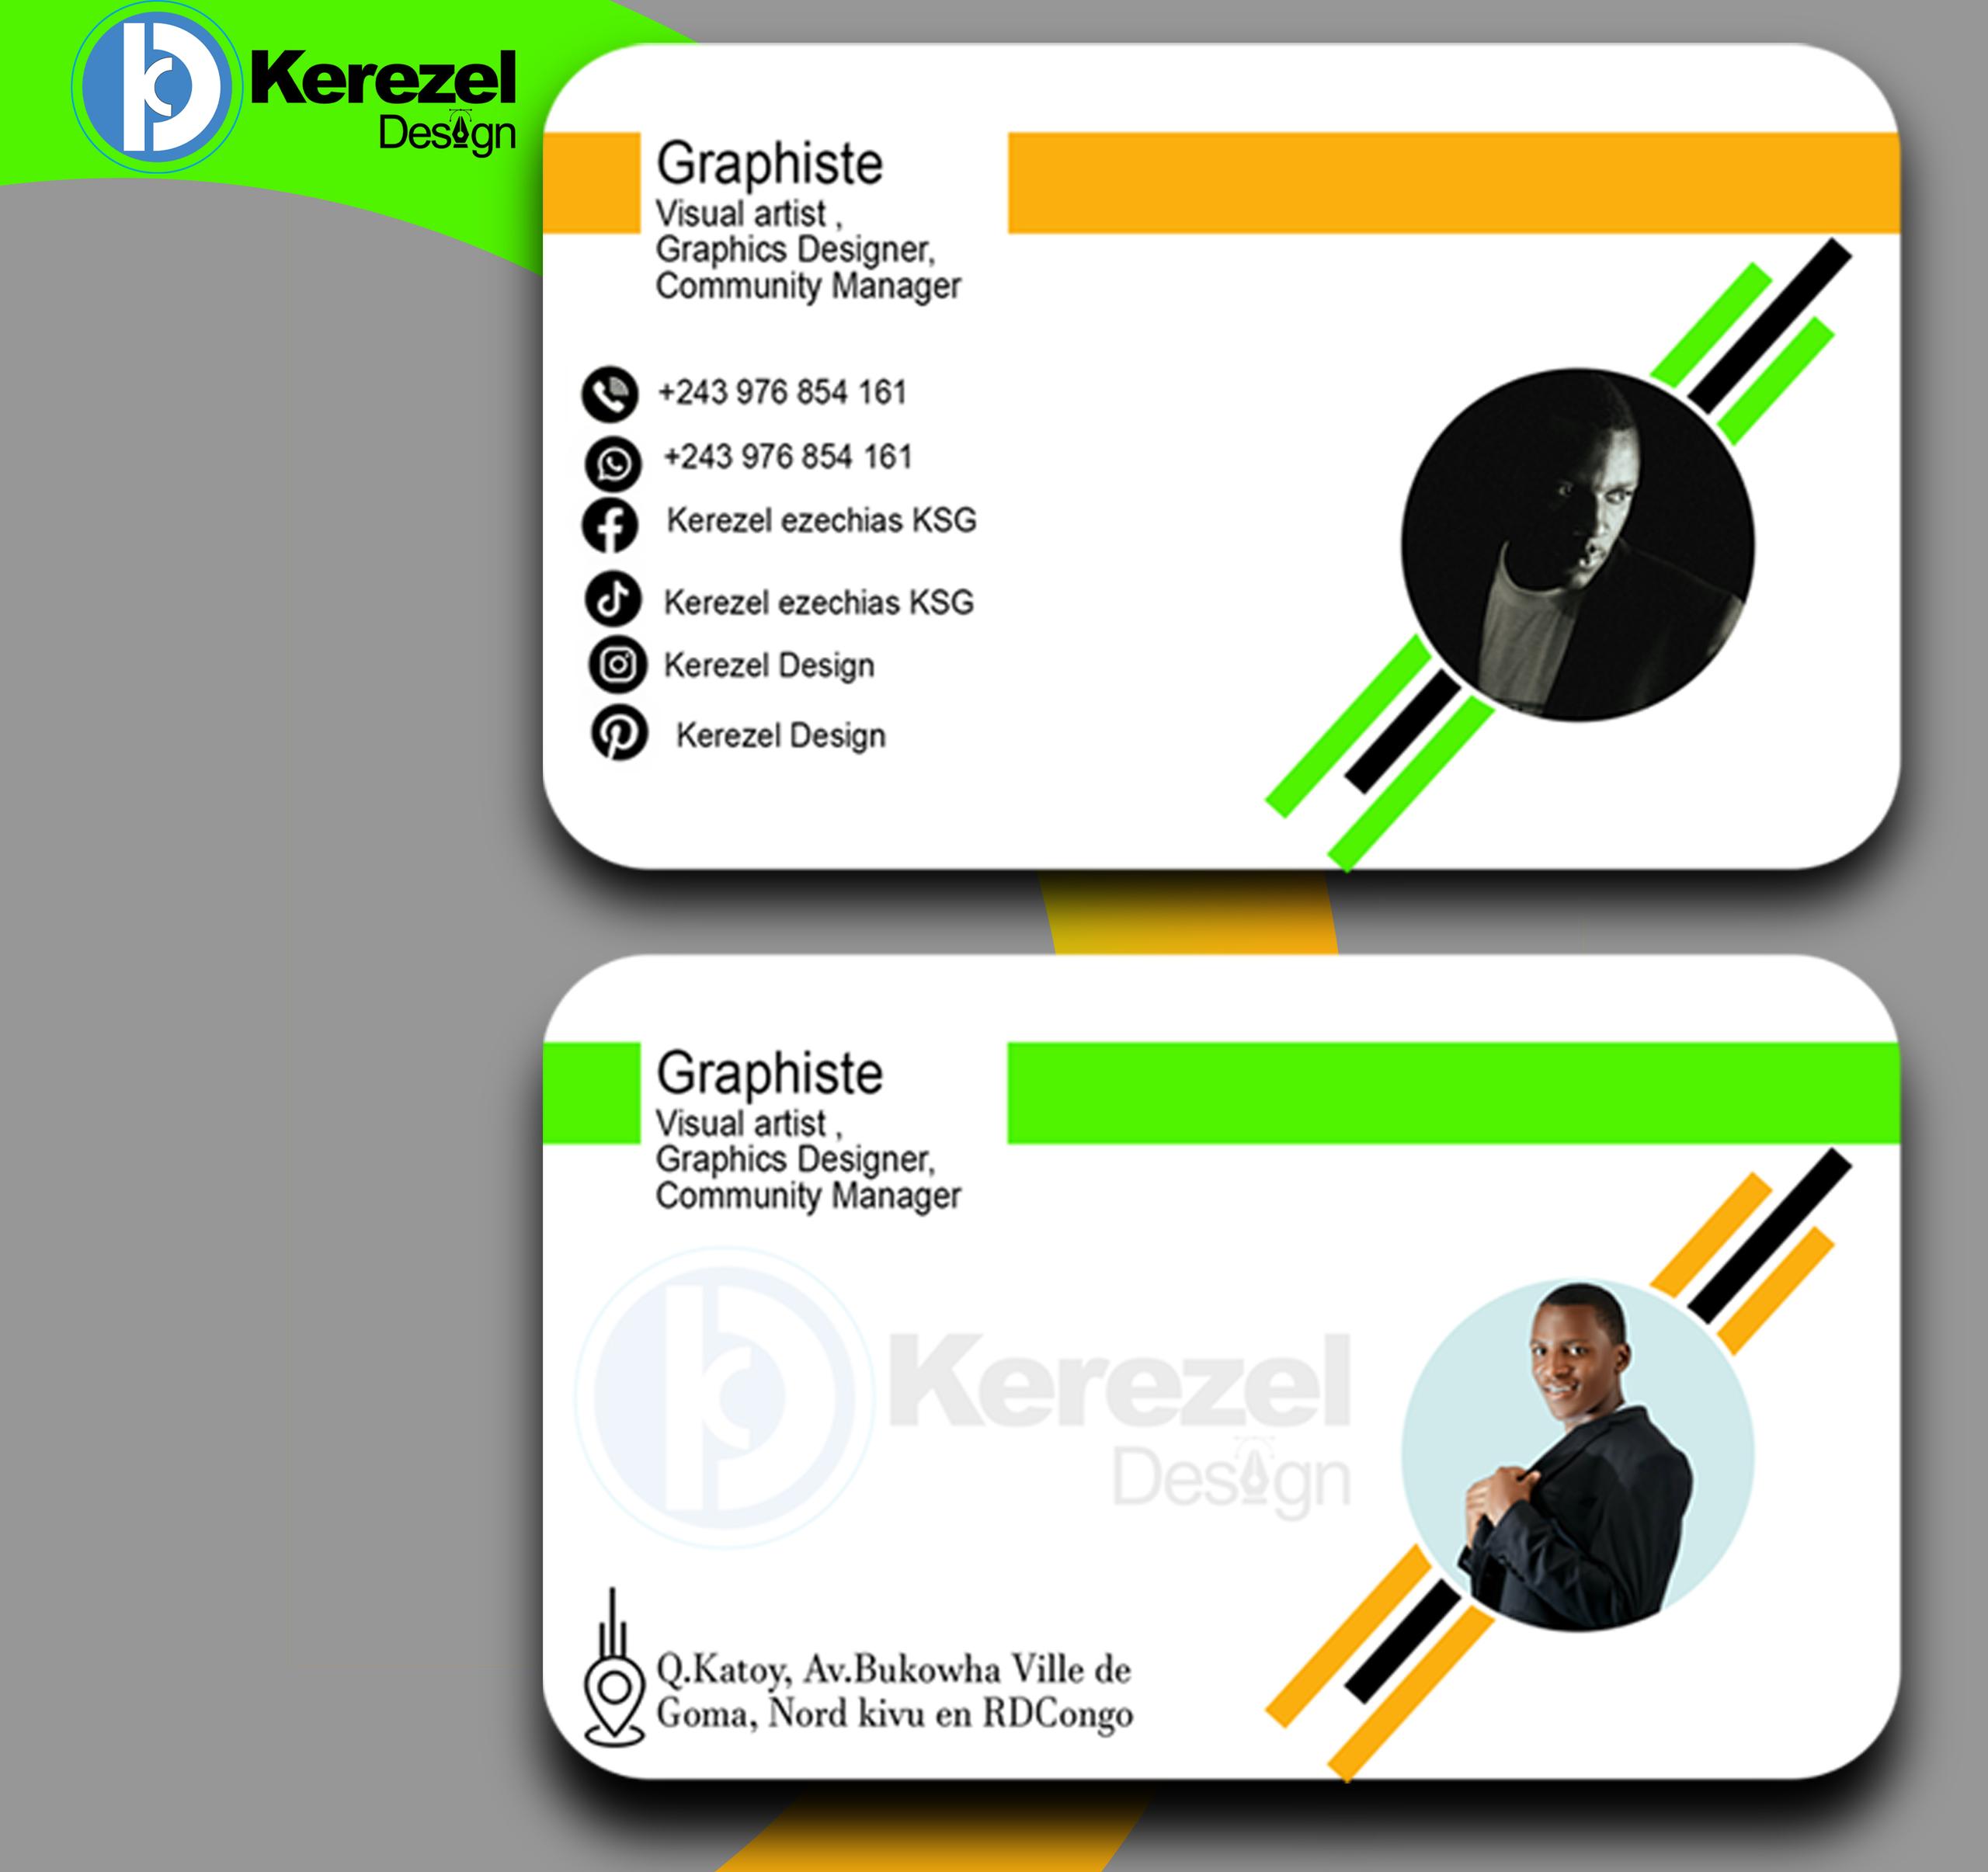 Kerezel
Design
Graphiste
Visual artist ,
Graphics Designer,
Community Manager
+243 976 854 161
+243 976 854 161
Kerezel ezechias KSG
Kerezel ezechias KSG
Kerezel Design
Kerezel Design
Graphiste
Visual artist ,
Graphics Designer,
Community Manager
Kerezel
Design
Q.Katoy, Av.Bukowha Ville de
Goma, Nord kivu en RDCongo